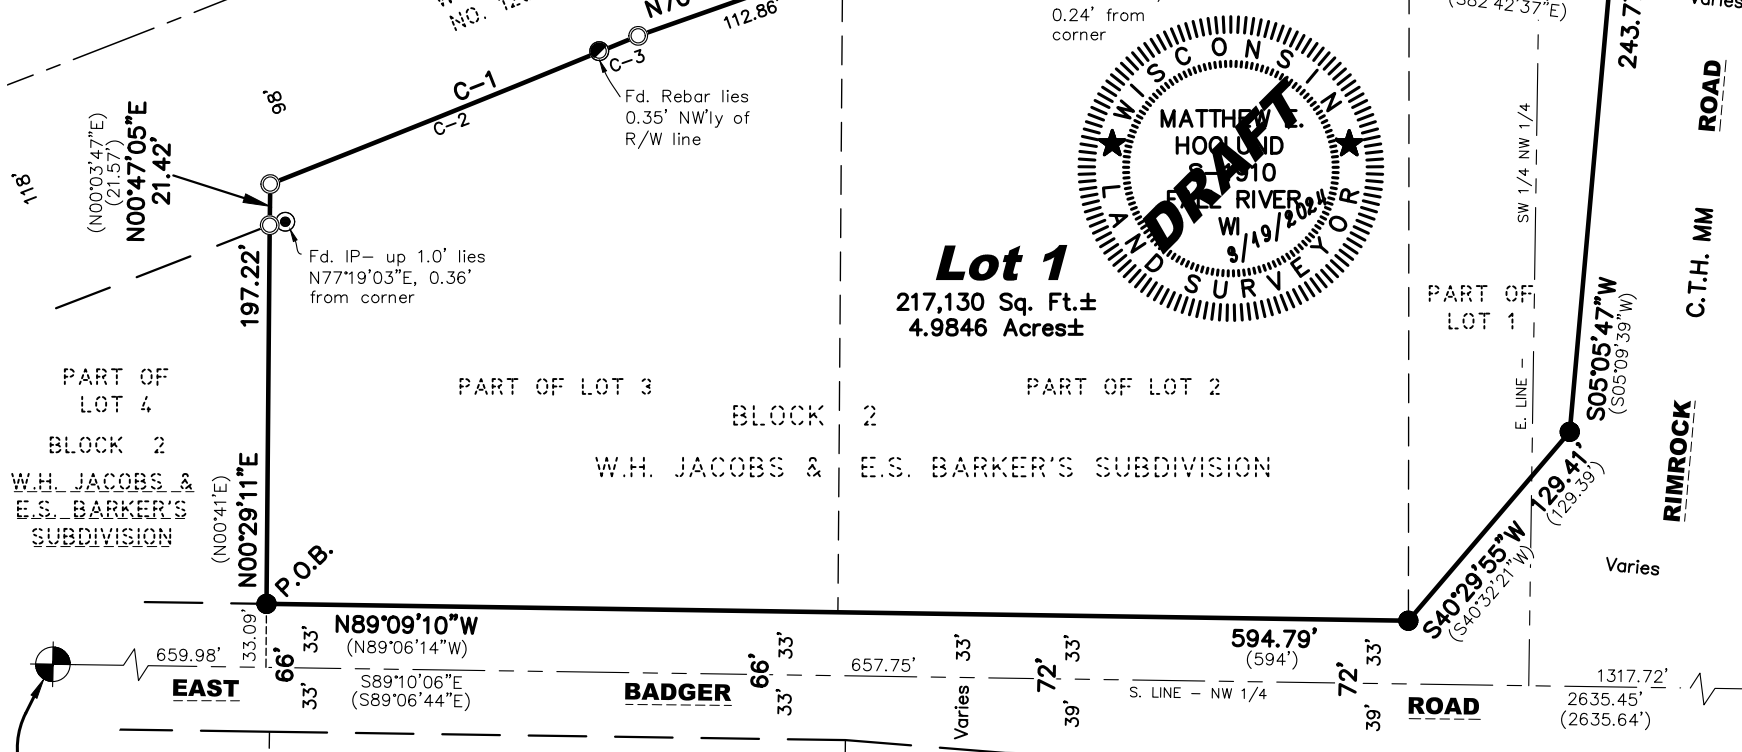 NO.
N70
112.86'
C-1
C-2
C-3
98'
118'
Fd. Rebar lies
0.35' NW'ly of
R/W line
(N00°03'47"E)
(21.57')
N00°47'05"E
21.42'
Fd. IP- up 1.0' lies
N77°19'03"E, 0.36'
from corner
197.22'
N00°29'11"E
(N00°41'E)
P.O.B.
PART OF
LOT 4
BLOCK 2
W.H. JACOBS &
E.S. BARKER'S
SUBDIVISION
PART OF LOT 3
PART OF LOT 2
BLOCK 2
W.H. JACOBS & E.S. BARKER'S SUBDIVISION
Lot 1
217,130 Sq. Ft.±
4.9846 Acres±
0.24' from
corner
WISCONSIN
MATTHEW E.
HOGLUND
FALL RIVER,
WI
LAND SURVEYOR
DRAFT
9/19/2024
(S82°42'37"E)
Varies
243.7
ROAD
C.T.H. MM
RIMROCK
SW 1/4 NW 1/4
E. LINE -
PART OF
LOT 1
S05°05'47"W
(S05°09'39"W)
129.41'
(129.39')
S40°29'55"W
(S40°32'21"W)
Varies
N89°09'10"W
(N89°06'14"W)
594.79'
(594')
33.09'
659.98'
66'
33'
33'
S89°10'06"E
(S89°06'44"E)
66'
33'
33'
657.75'
33'
Varies
72'
33'
39'
S. LINE - NW 1/4
72'
33'
39'
1317.72'
2635.45'
(2635.64')
EAST BADGER ROAD